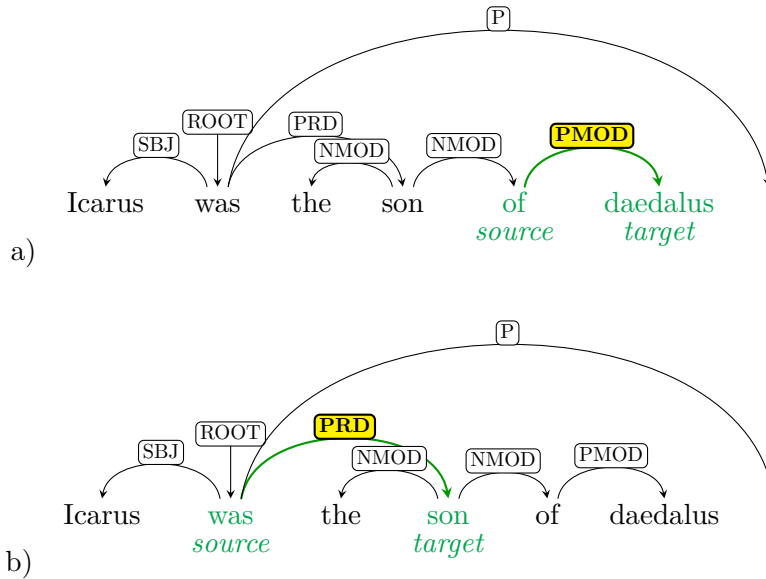 P
ROOT PRD PMOD
SBJ NMOD NMOD
Icarus was the son of daedalus
source target
a)
P
PRD
SBJ ROOT NMOD NMOD PMOD
Icarus was the son of daedalus
source target
b)